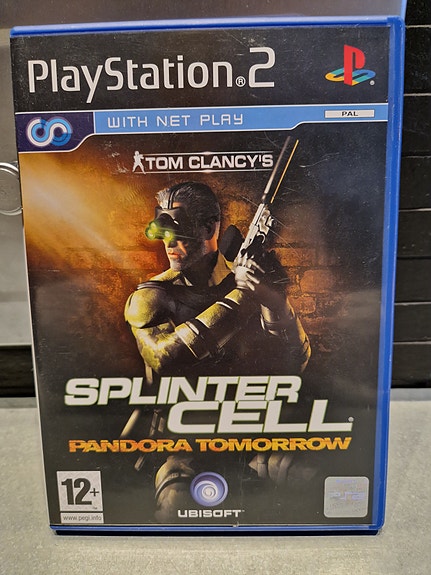 PlayStation®2
WITH NET PLAY
PAL
TOM CLANCY'S
SPLINTER
CELL®
PANDORA TOMORROW
12+
www.pegi.info
UBISOFT